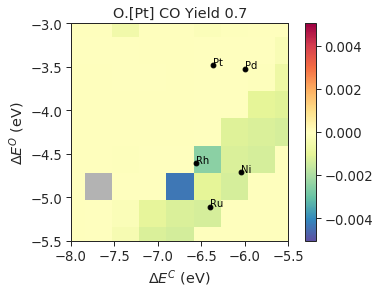 O.[Pt] CO Yield 0.7
−3.0
−3.5
−4.0
−4.5
−5.0
−5.5
ΔE^O (eV)
Pt
Pd
Rh
Ni
Ru
−8.0 −7.5 −7.0 −6.5 −6.0 −5.5
ΔE^C (eV)
0.004
0.002
0.000
−0.002
−0.004